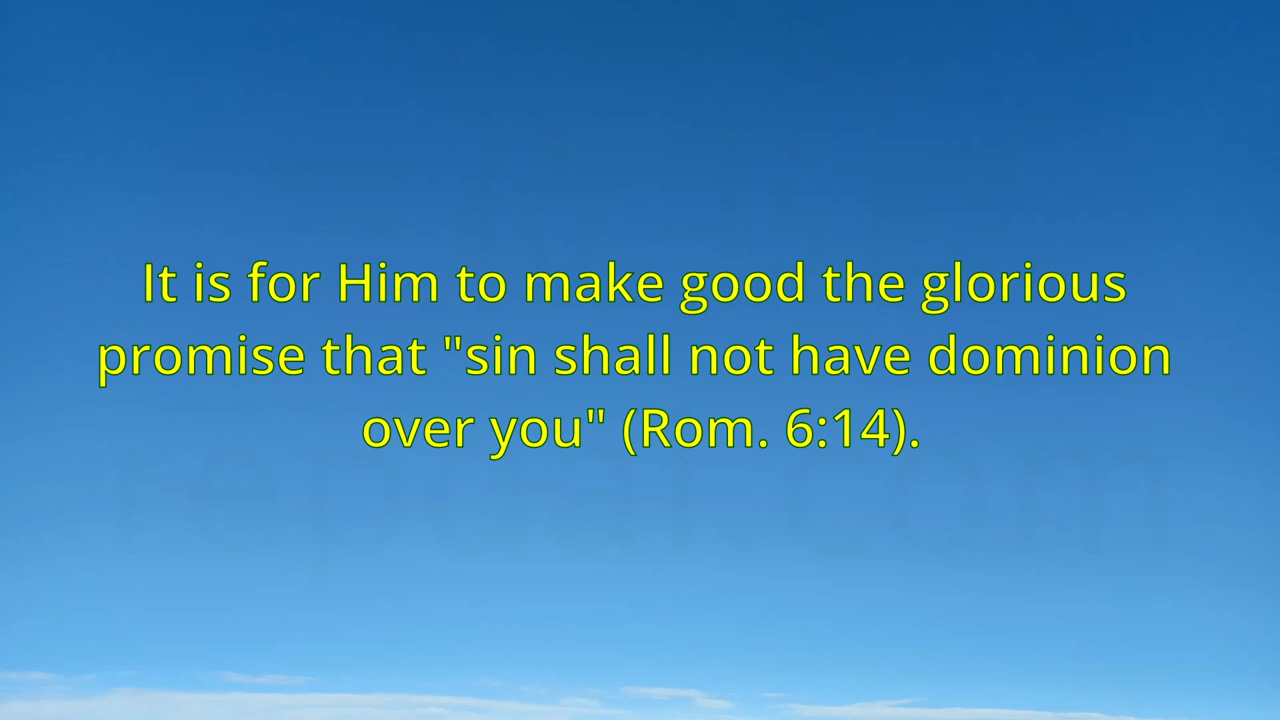 It is for Him to make good the glorious
promise that "sin shall not have dominion
over you" (Rom. 6:14).